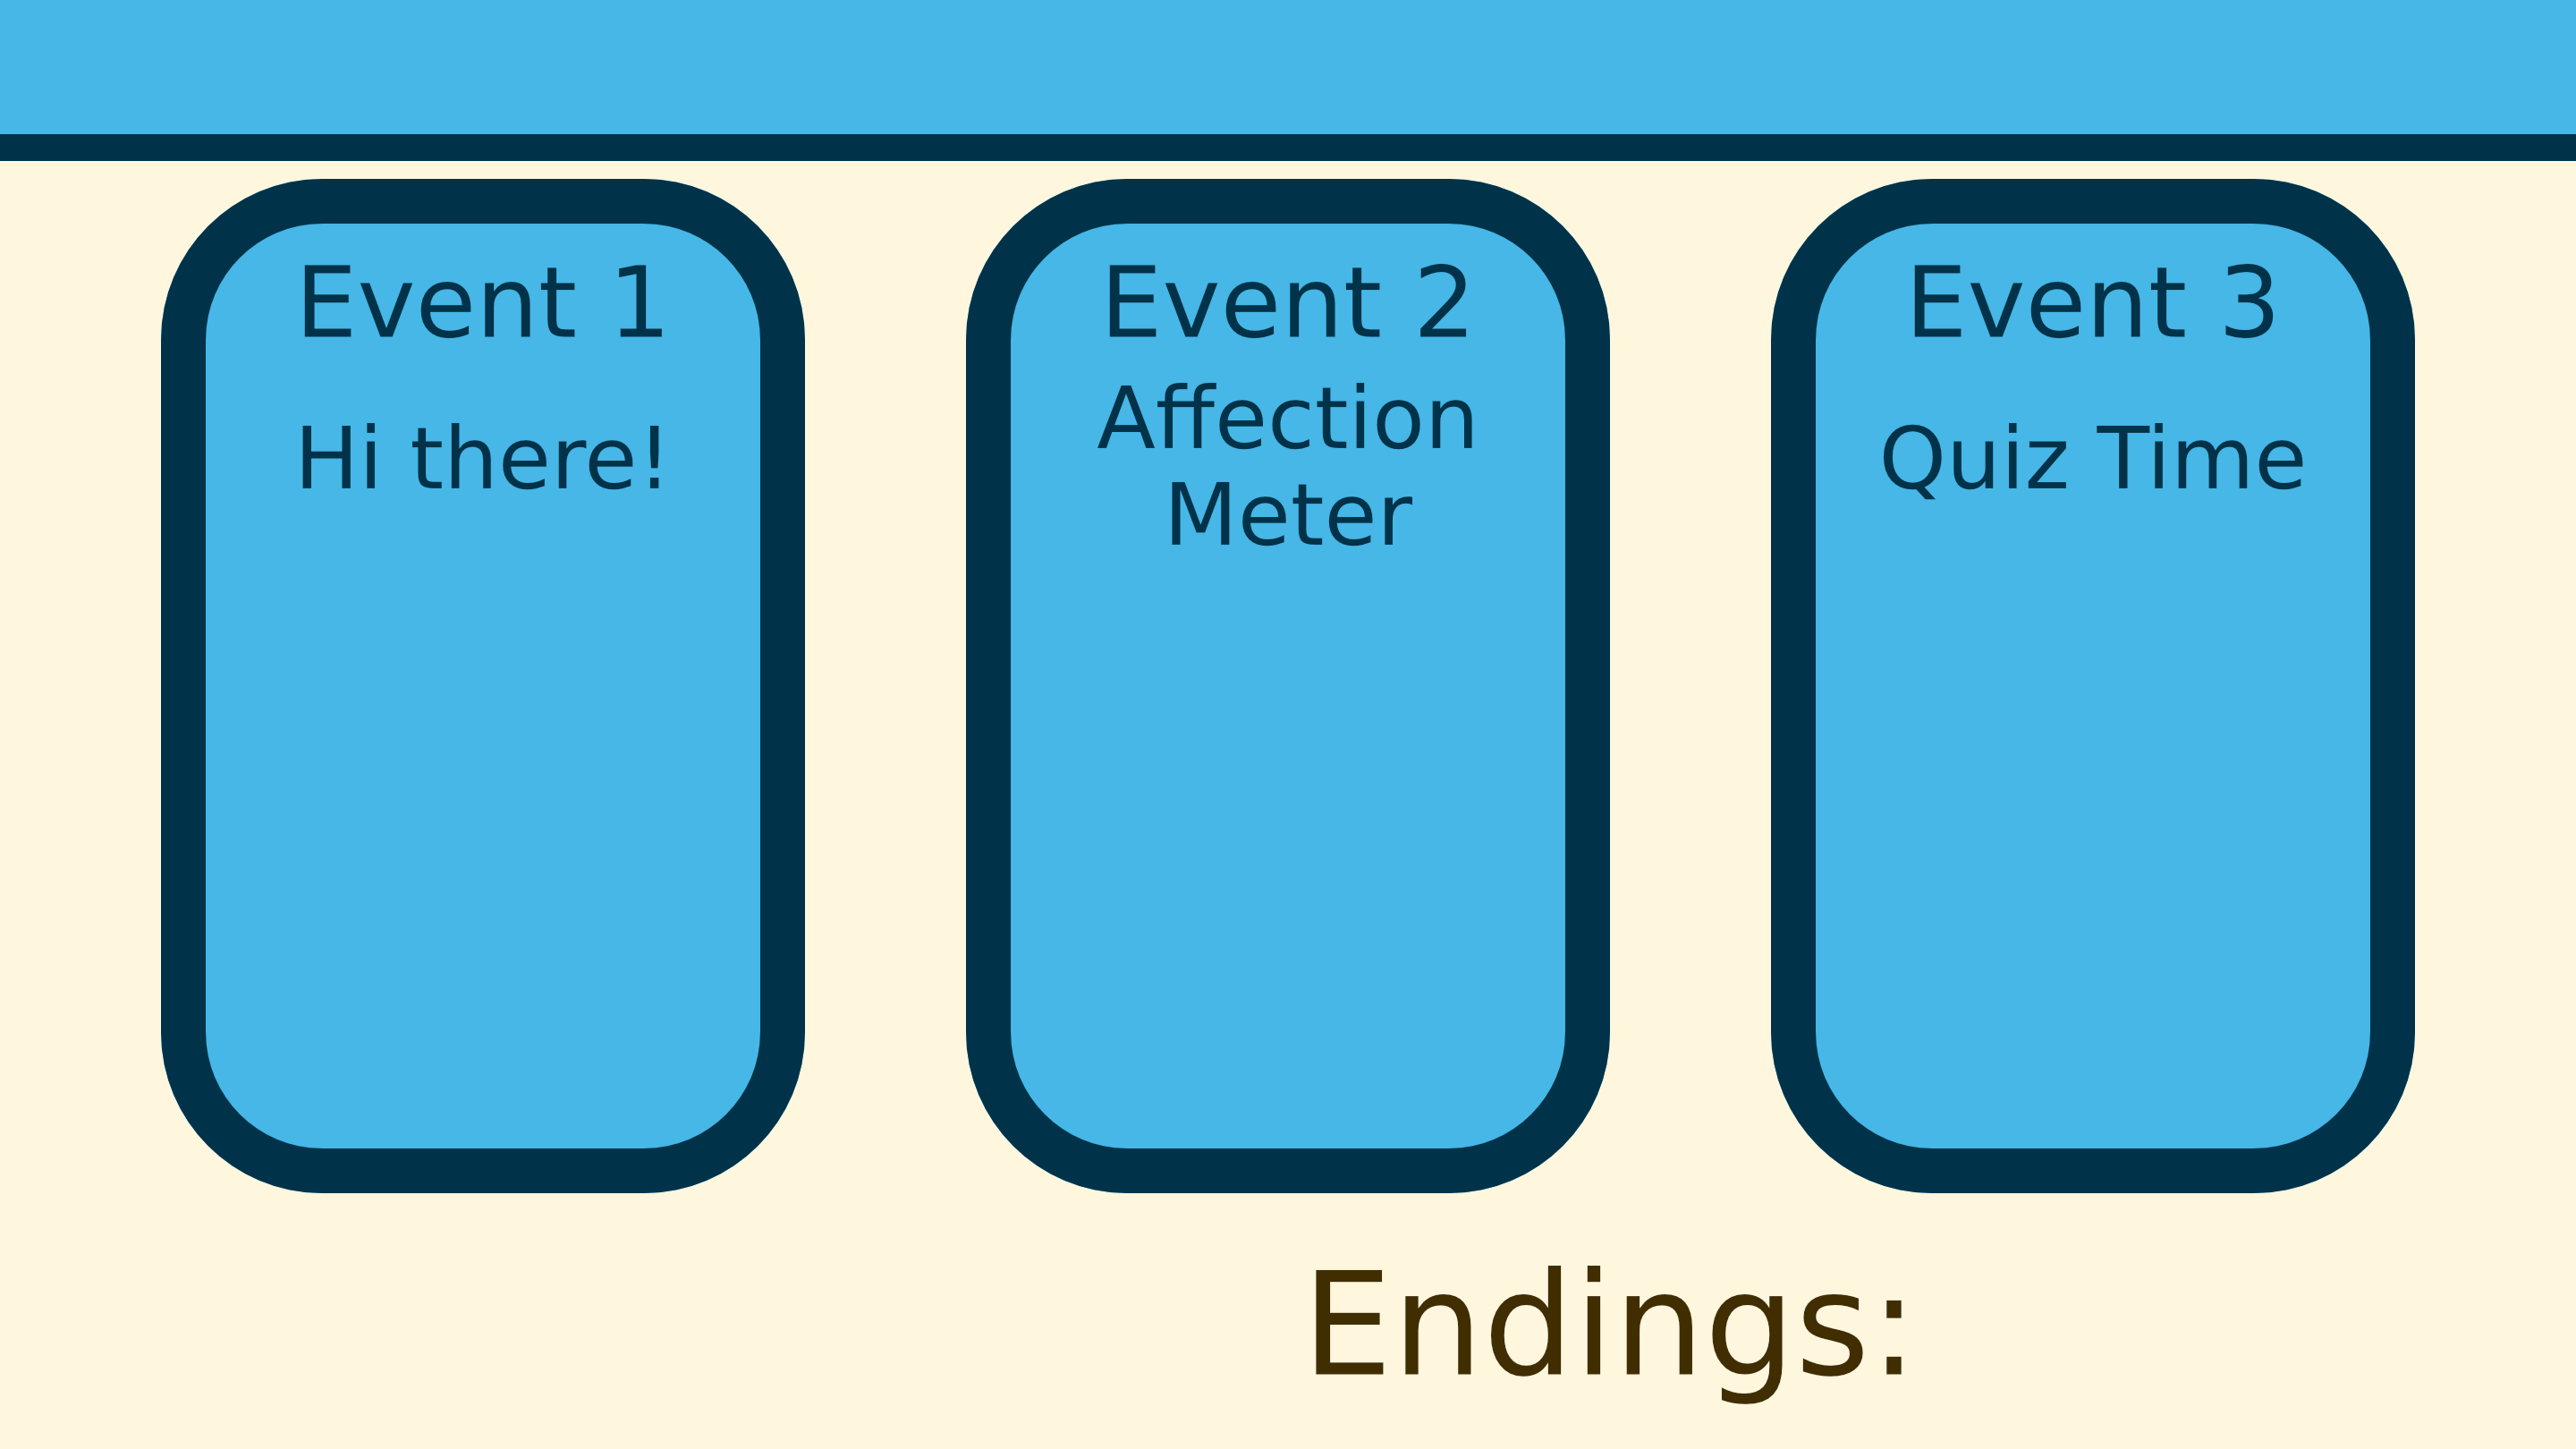 Event 1
Hi there!
Event 2
Affection
Meter
Event 3
Quiz Time
Endings: